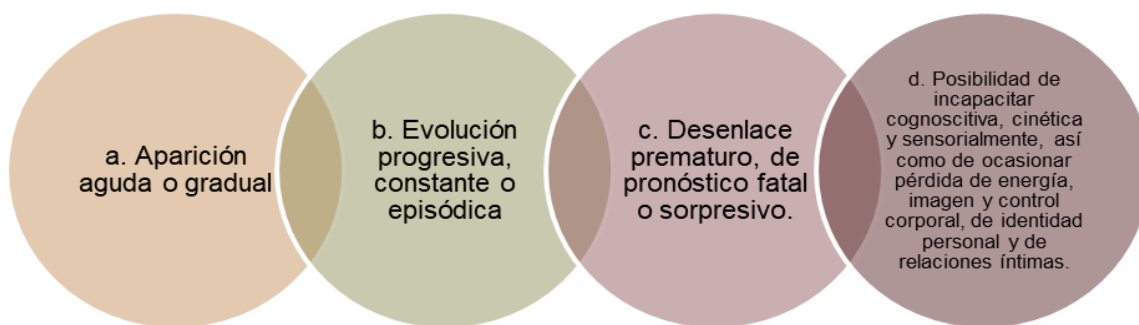 a. Aparición
aguda o gradual
b. Evolución
progresiva,
constante o
episódica
c. Desenlace
prematuro, de
pronóstico fatal
o sorpresivo.
d. Posibilidad de
incapacitar
cognoscitiva, cinética
y sensorialmente, así
como de ocasionar
pérdida de energía,
imagen y control
corporal, de identidad
personal y de
relaciones íntimas.